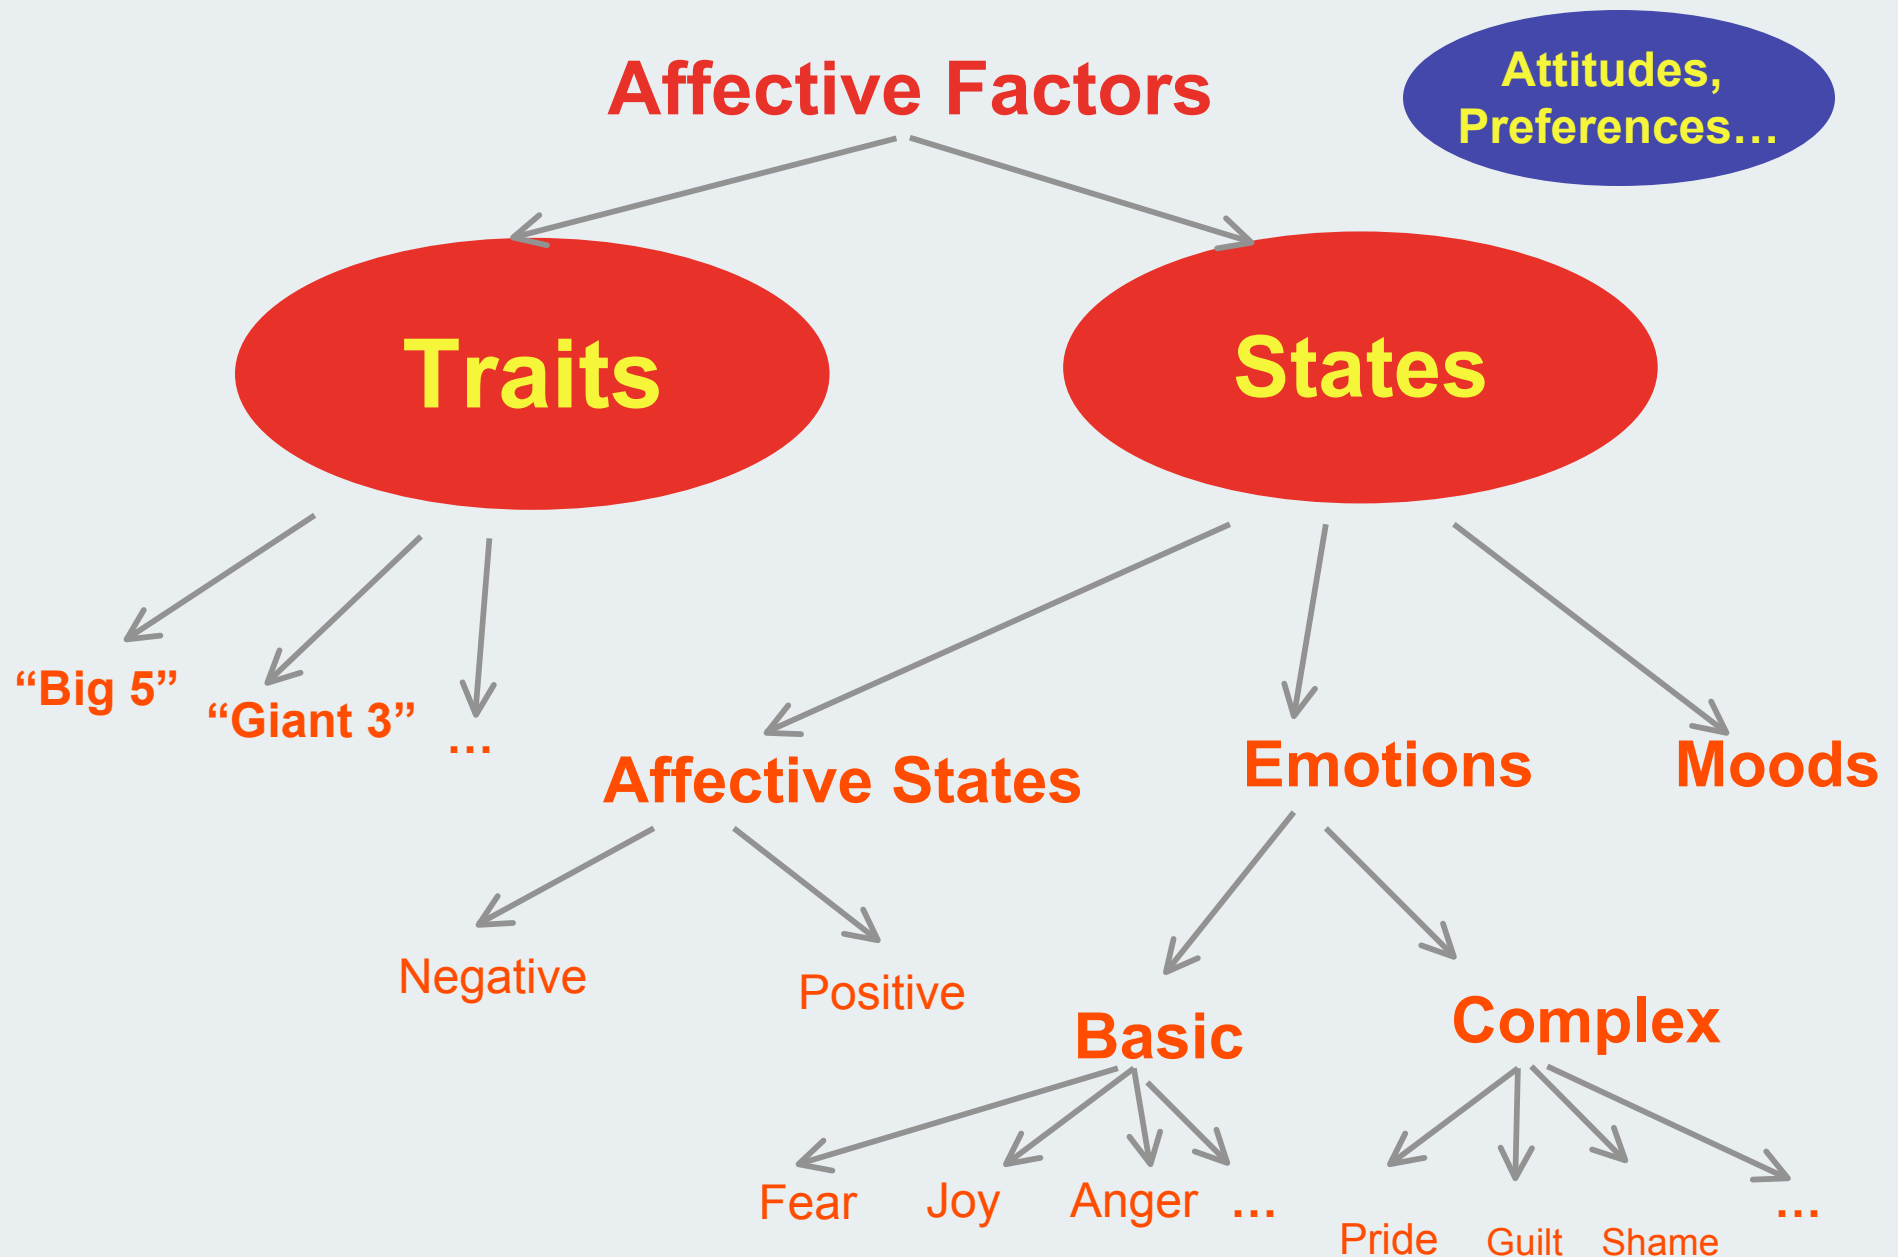 Affective Factors
Attitudes,
Preferences…
Traits
States
“Big 5”
“Giant 3”
…
Affective States
Emotions
Moods
Negative
Positive
Basic
Complex
Fear
Joy
Anger
…
Pride
Guilt
Shame
…